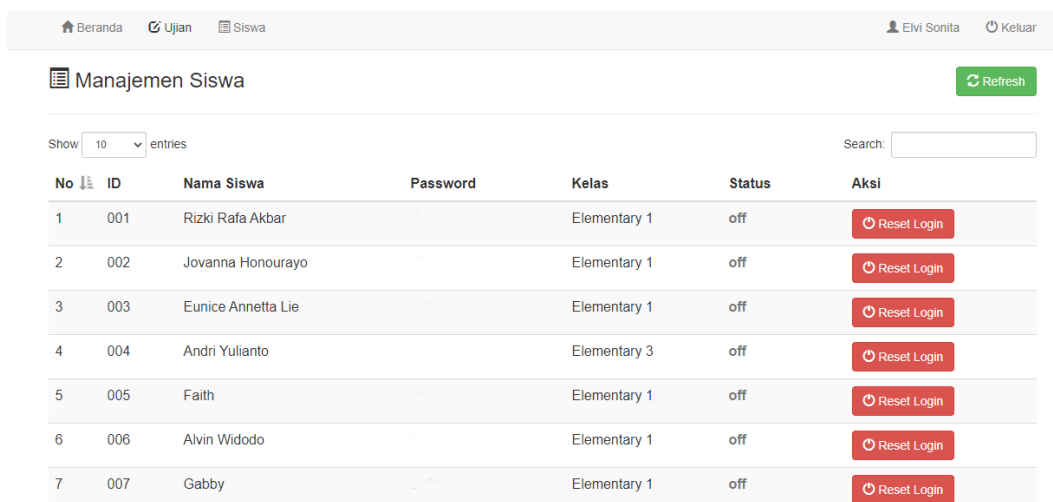 Beranda Ujian Siswa Elvi Sonita Keluar
Manajemen Siswa Refresh
Show 10 entries Search:
No ID Nama Siswa Password Kelas Status Aksi
1 001 Rizki Rafa Akbar Elementary 1 off Reset Login
2 002 Jovanna Honourayo Elementary 1 off Reset Login
3 003 Eunice Annetta Lie Elementary 1 off Reset Login
4 004 Andri Yulianto Elementary 3 off Reset Login
5 005 Faith Elementary 1 off Reset Login
6 006 Alvin Widodo Elementary 1 off Reset Login
7 007 Gabby Elementary 1 off Reset Login